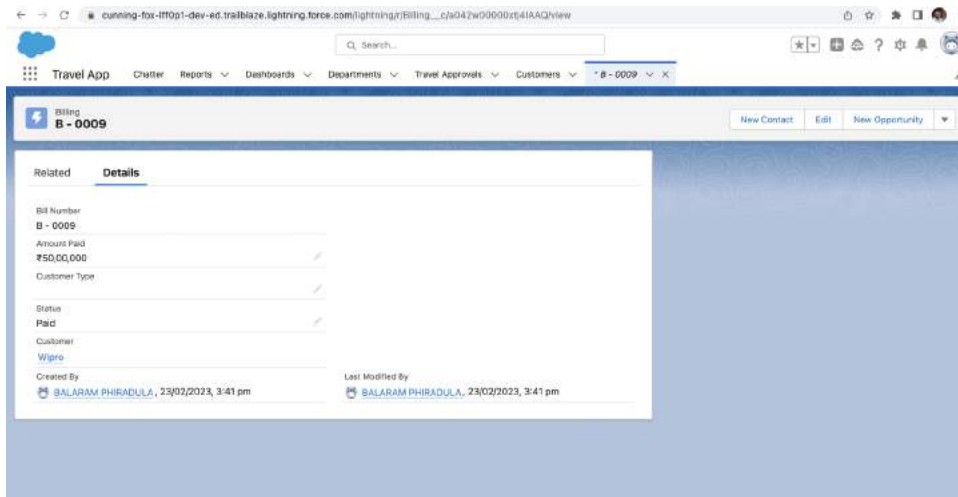 cunning-fox-lff0p1-dev-ed.trailblaze.lightning.force.com/lightning/r/Billing__c/a042w00000xtj4IAAQ/view
Search...
Travel App Chatter Reports Dashboards Departments Travel Approvals Customers * B - 0009
Billing
B - 0009
New Contact Edit New Opportunity
Related Details
Bill Number
B - 0009
Amount Paid
₹50,00,000
Customer Type
Status
Paid
Customer
Wipro
Created By Last Modified By
BALARAM PHIRADULA, 23/02/2023, 3:41 pm BALARAM PHIRADULA, 23/02/2023, 3:41 pm